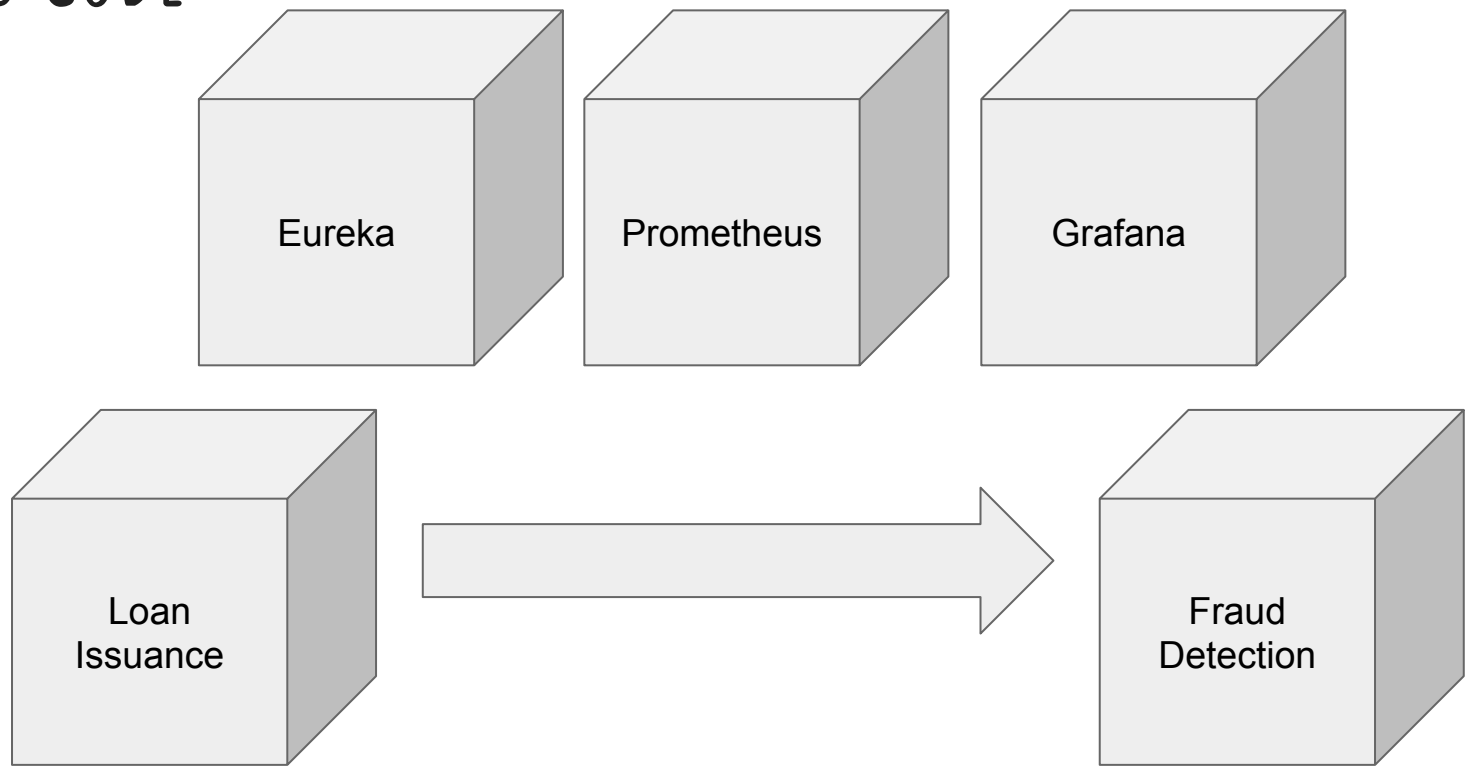 Eureka
Prometheus
Grafana
Loan
Issuance
Fraud
Detection